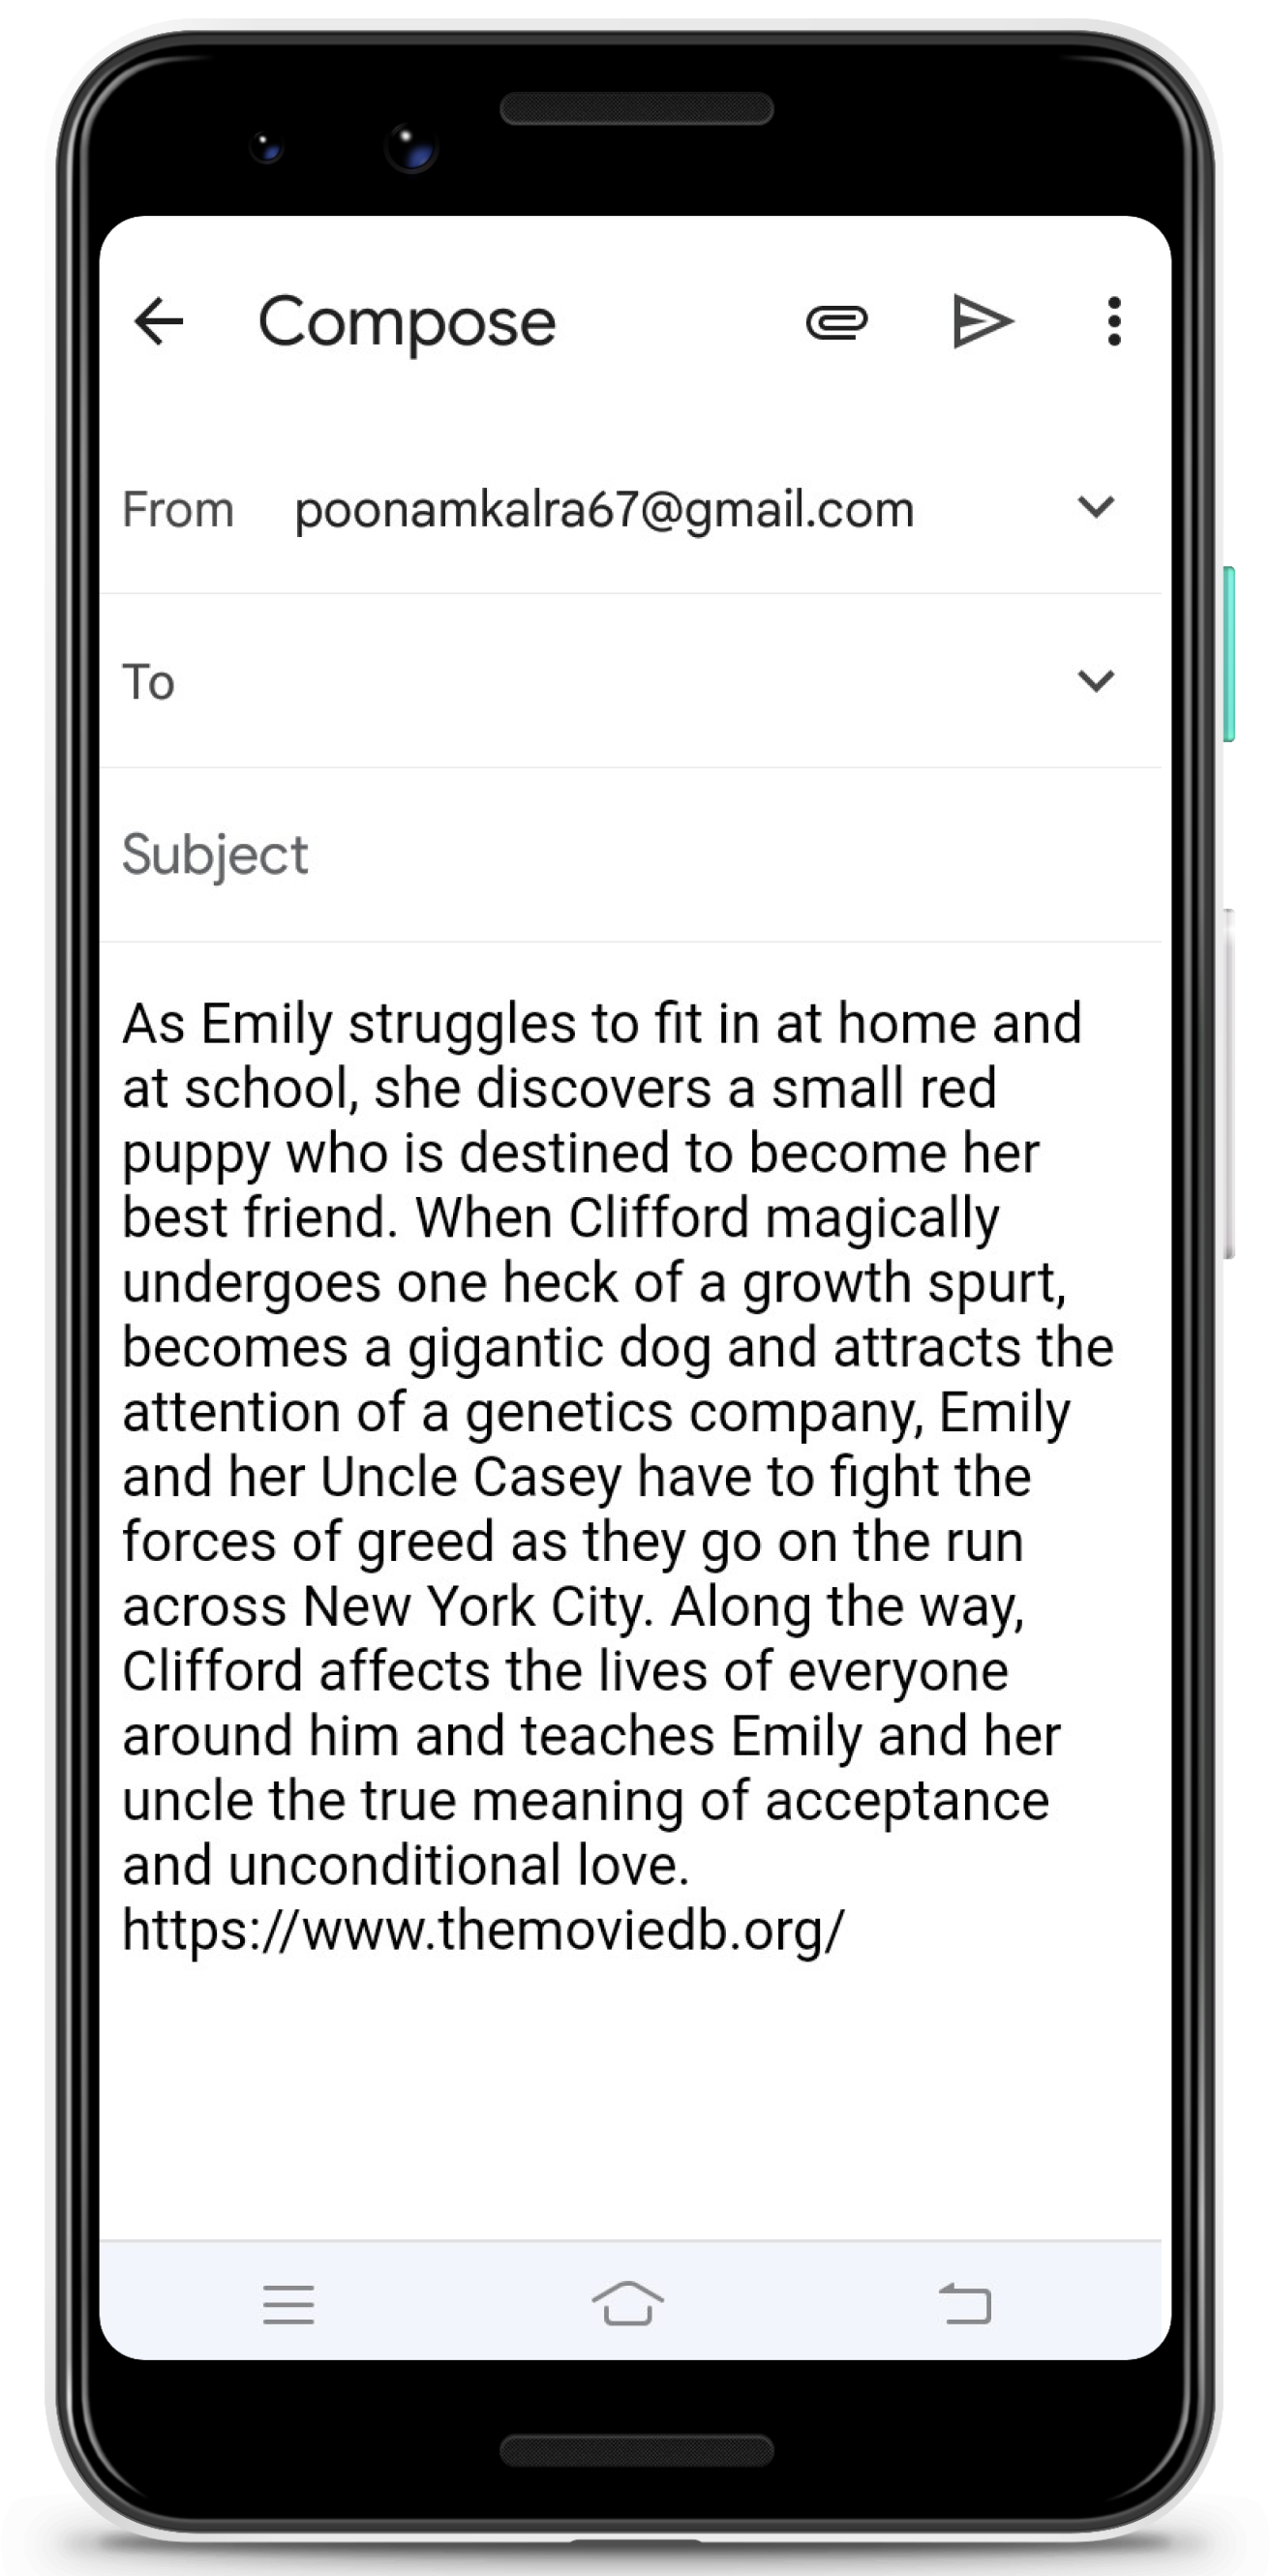 Compose
From poonamkalra67@gmail.com
To
Subject
As Emily struggles to fit in at home and
at school, she discovers a small red
puppy who is destined to become her
best friend. When Clifford magically
undergoes one heck of a growth spurt,
becomes a gigantic dog and attracts the
attention of a genetics company, Emily
and her Uncle Casey have to fight the
forces of greed as they go on the run
across New York City. Along the way,
Clifford affects the lives of everyone
around him and teaches Emily and her
uncle the true meaning of acceptance
and unconditional love.
https://www.themoviedb.org/